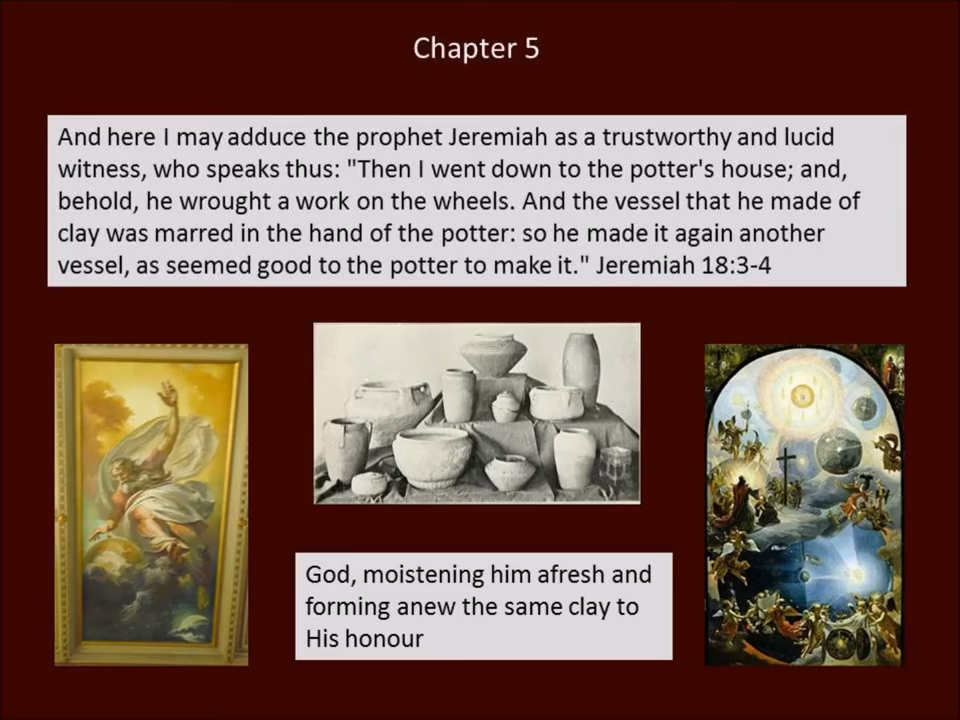 Chapter 5
And here I may adduce the prophet Jeremiah as a trustworthy and lucid
witness, who speaks thus: "Then I went down to the potter's house; and,
behold, he wrought a work on the wheels. And the vessel that he made of
clay was marred in the hand of the potter: so he made it again another
vessel, as seemed good to the potter to make it." Jeremiah 18:3-4
God, moistening him afresh and
forming anew the same clay to
His honour